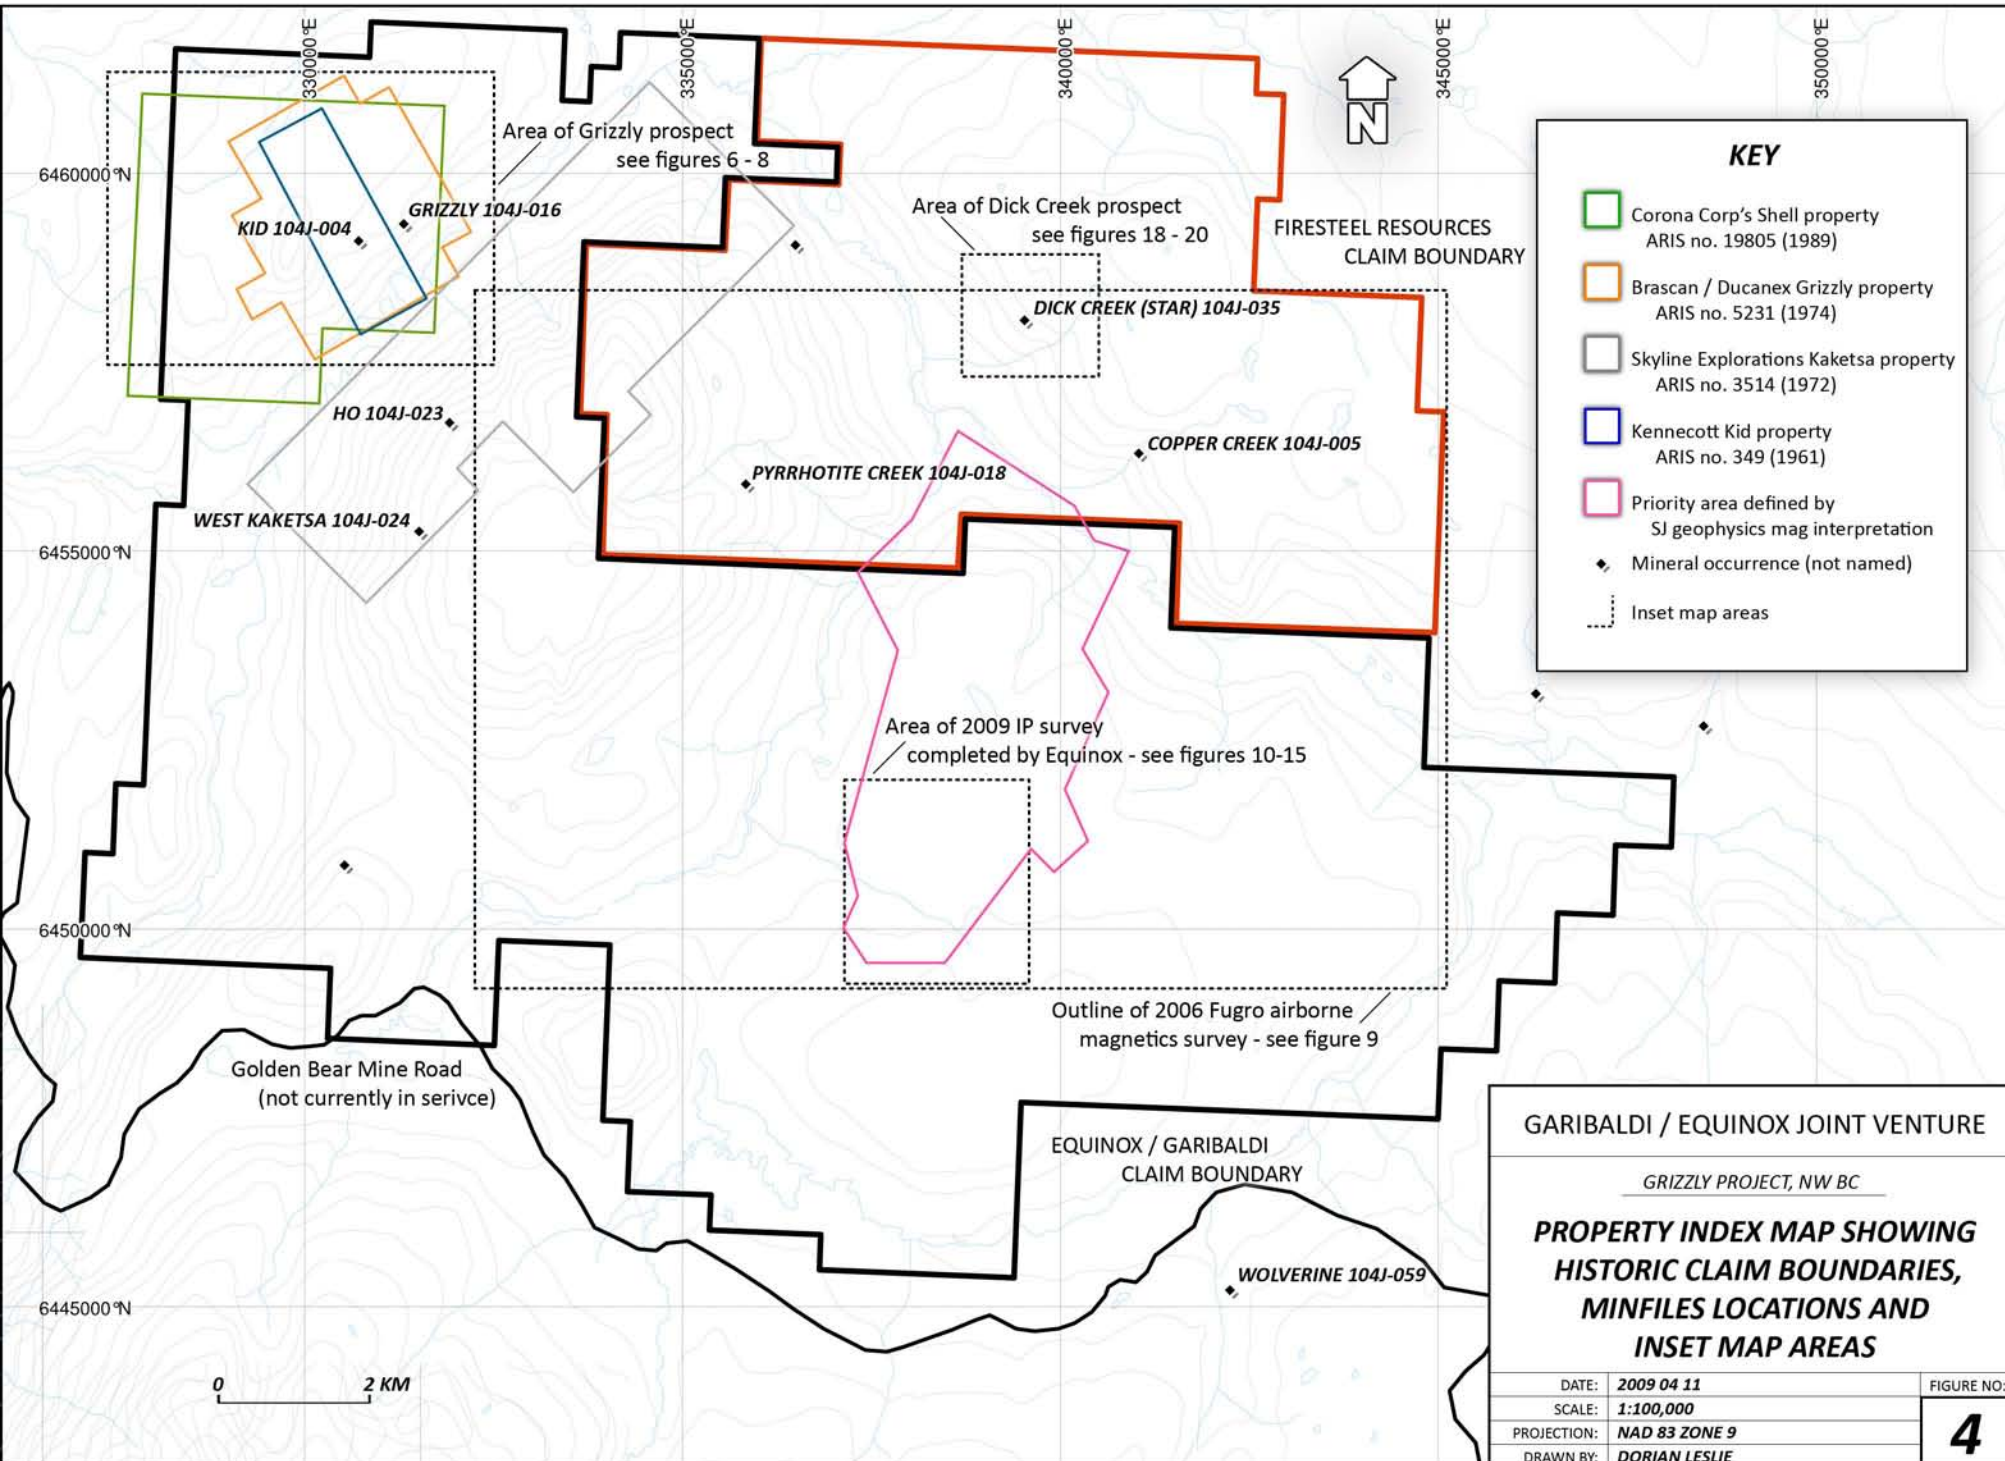 330000°E
335000°E
340000°E
345000°E
350000°E
Area of Grizzly prospect
see figures 6 - 8
6460000°N
GRIZZLY 104J-016
KID 104J-004
Area of Dick Creek prospect
see figures 18 - 20
FIRESTEEL RESOURCES
CLAIM BOUNDARY
DICK CREEK (STAR) 104J-035
HO 104J-023
COPPER CREEK 104J-005
PYRRHOTITE CREEK 104J-018
WEST KAKETSA 104J-024
6455000°N
Area of 2009 IP survey
completed by Equinox - see figures 10-15
6450000°N
Outline of 2006 Fugro airborne
magnetics survey - see figure 9
Golden Bear Mine Road
(not currently in serivce)
EQUINOX / GARIBALDI
CLAIM BOUNDARY
WOLVERINE 104J-059
6445000°N
0 2 KM
N
KEY
Corona Corp's Shell property
ARIS no. 19805 (1989)
Brascan / Ducanex Grizzly property
ARIS no. 5231 (1974)
Skyline Explorations Kaketsa property
ARIS no. 3514 (1972)
Kennecott Kid property
ARIS no. 349 (1961)
Priority area defined by
SJ geophysics mag interpretation
Mineral occurrence (not named)
Inset map areas
GARIBALDI / EQUINOX JOINT VENTURE
GRIZZLY PROJECT, NW BC
PROPERTY INDEX MAP SHOWING
HISTORIC CLAIM BOUNDARIES,
MINFILES LOCATIONS AND
INSET MAP AREAS
DATE: 2009 04 11
SCALE: 1:100,000
PROJECTION: NAD 83 ZONE 9
DRAWN BY: DORIAN LESLIE
FIGURE NO:
4